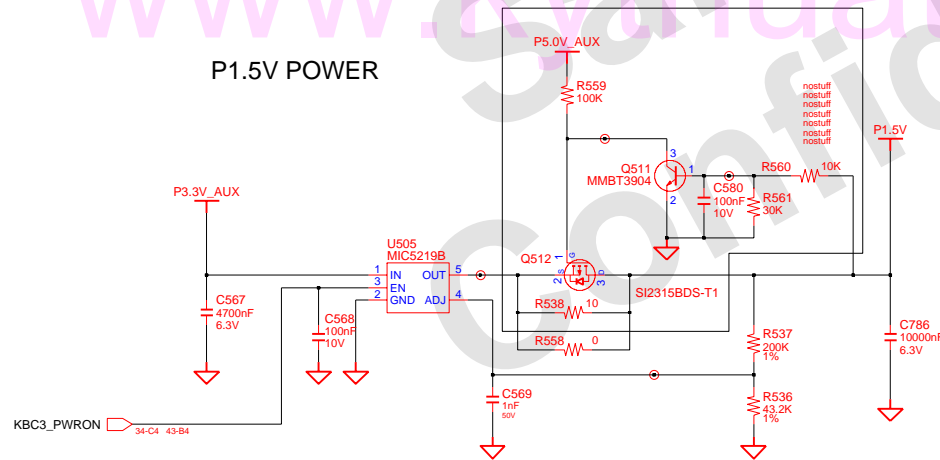 P1.5V POWER
P5.0V_AUX
R559
100K
nostuff
nostuff
nostuff
nostuff
nostuff
nostuff
P1.5V
3
Q511
MMBT3904
1
2
C580
100nF
10V
R560
10K
R561
30K
P3.3V_AUX
U505
MIC5219B
1 IN OUT 5
3 EN
2 GND ADJ 4
Q512
1
G
2
S
3
D
SI2315BDS-T1
R538
10
R558
0
C567
4700nF
6.3V
C568
100nF
10V
C569
1nF
50V
R537
200K
1%
R536
43.2K
1%
C786
10000nF
6.3V
KBC3_PWRON
34-C4 43-B4